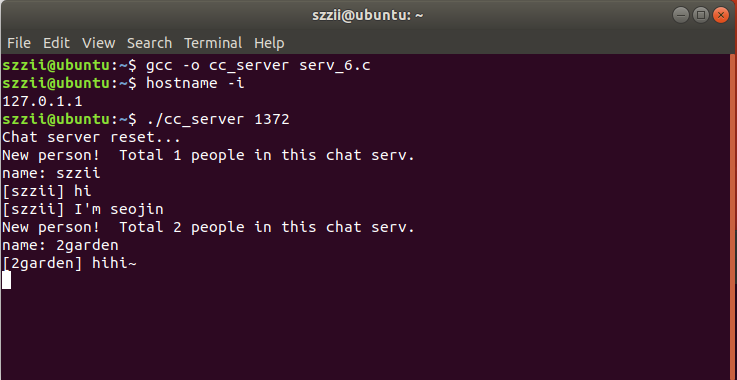 szzii@ubuntu: ~
File Edit View Search Terminal Help
szzii@ubuntu:~$ gcc -o cc_server serv_6.c
szzii@ubuntu:~$ hostname -i
127.0.1.1
szzii@ubuntu:~$ ./cc_server 1372
Chat server reset...
New person!  Total 1 people in this chat serv.
name: szzii
[szzii] hi
[szzii] I'm seojin
New person!  Total 2 people in this chat serv.
name: 2garden
[2garden] hihi~